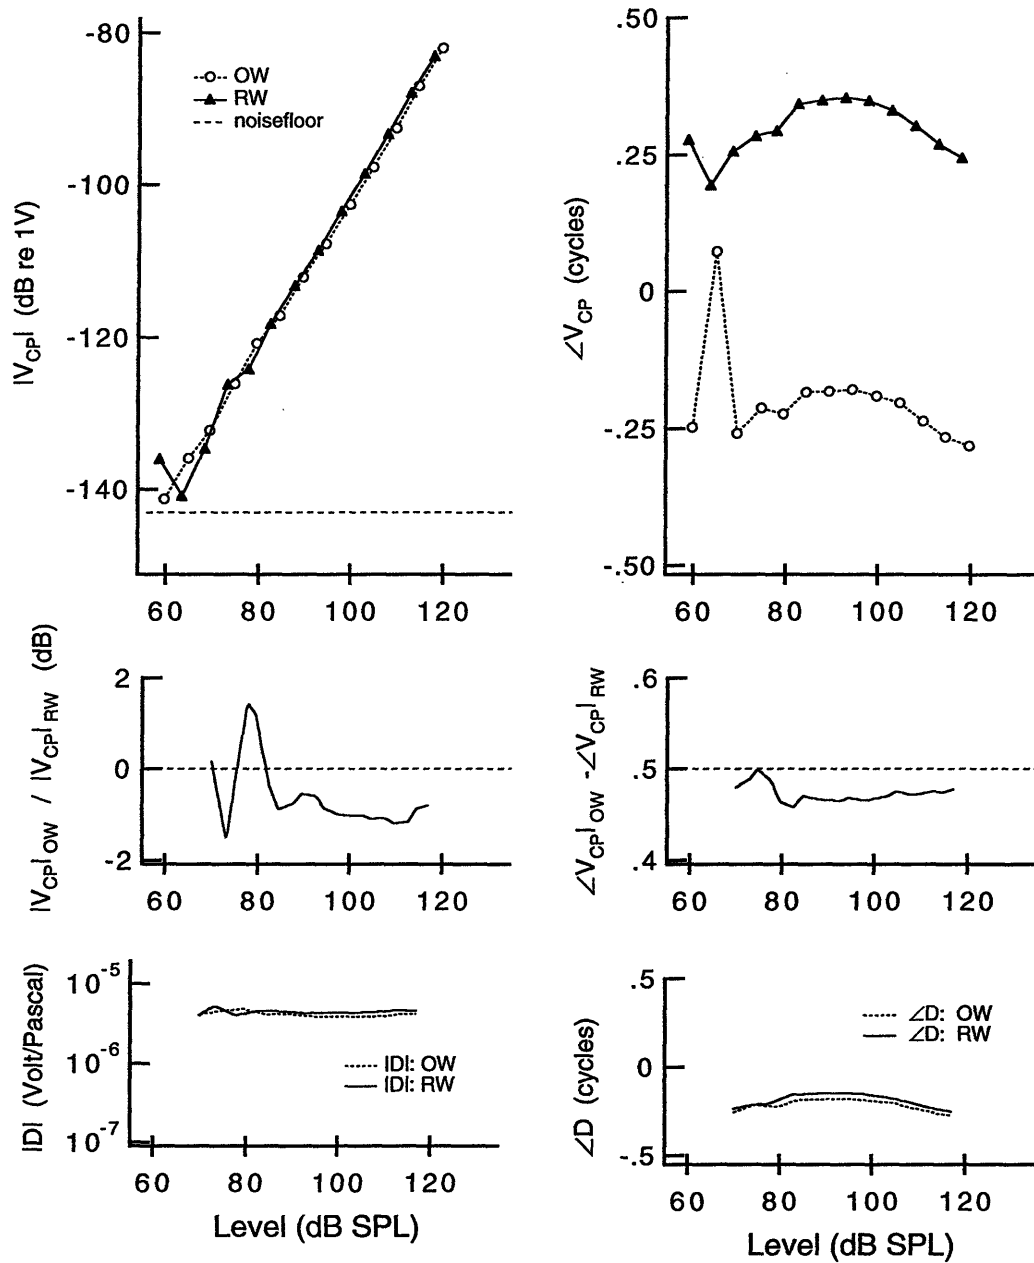 |V_CP| (dB re 1V)
-80
-100
-120
-140
OW
RW
noisefloor
60 80 100 120
∠V_CP (cycles)
.50
.25
0
-.25
-.50
60 80 100 120
|V_CP|_OW / |V_CP|_RW (dB)
2
0
-2
60 80 100 120
∠V_CP|_OW -∠V_CP|_RW
.6
.5
.4
60 80 100 120
|D| (Volt/Pascal)
10^-5
10^-6
10^-7
|D|: OW
|D|: RW
60 80 100 120
Level (dB SPL)
∠D (cycles)
.5
0
-.5
∠D: OW
∠D: RW
60 80 100 120
Level (dB SPL)